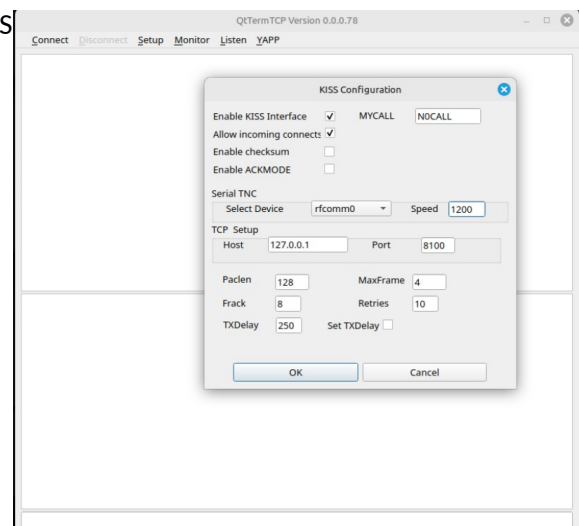 S
QtTermTCP Version 0.0.0.78
Connect Disconnect Setup Monitor Listen YAPP
KISS Configuration
Enable KISS Interface MYCALL N0CALL
Allow incoming connects
Enable checksum
Enable ACKMODE
Serial TNC
Select Device rfcomm0 Speed 1200
TCP Setup
Host 127.0.0.1 Port 8100
Paclen 128 MaxFrame 4
Frack 8 Retries 10
TXDelay 250 Set TXDelay
OK Cancel